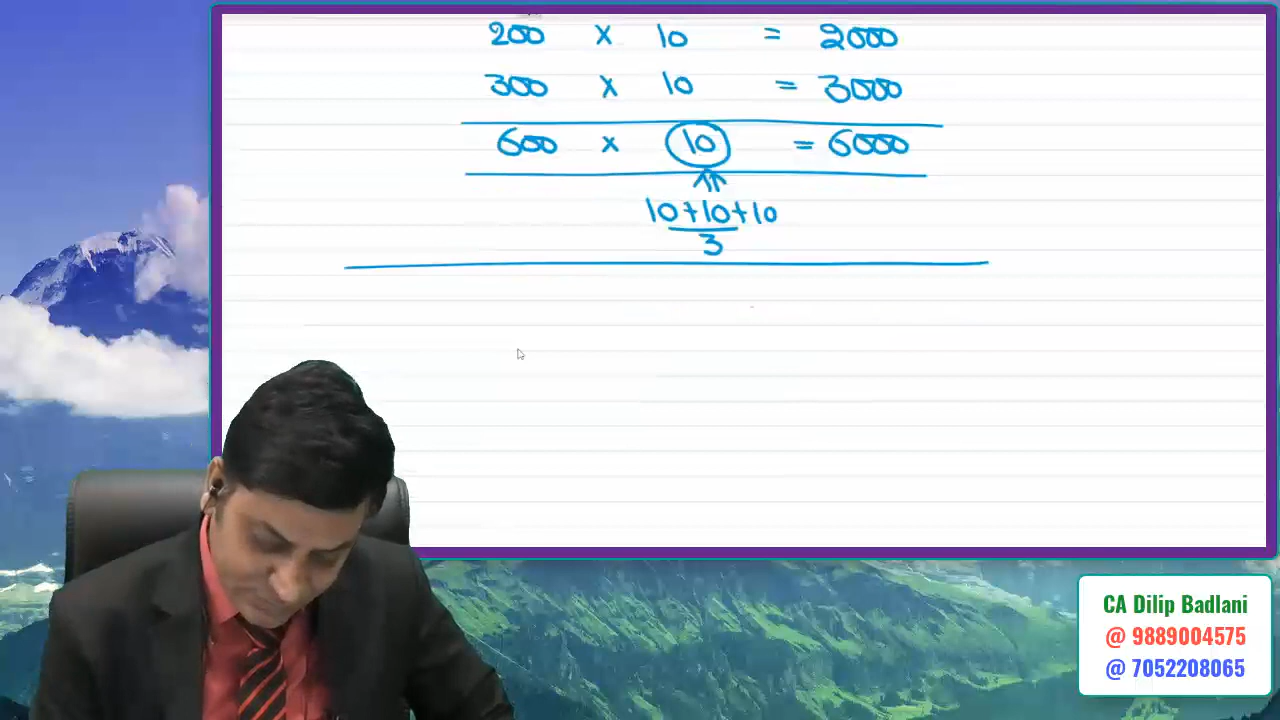 200 × 10 = 2000
300 × 10 = 3000
600 × 10 = 6000
10+10+10
3
CA Dilip Badlani
@ 9889004575
@ 7052208065